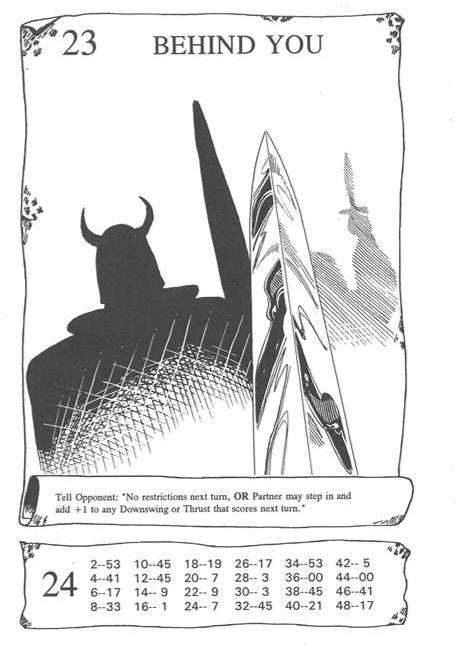 23 BEHIND YOU
Tell Opponent: "No restrictions next turn, OR Partner may step in and
add +1 to any Downswing or Thrust that scores next turn."
24
2--53 10--45 18--19 26--17 34--53 42-- 5
4--41 12--45 20-- 7 28-- 3 36--00 44--00
6--17 14-- 9 22-- 9 30-- 3 38--45 46--41
8--33 16-- 1 24-- 7 32--45 40--21 48--17